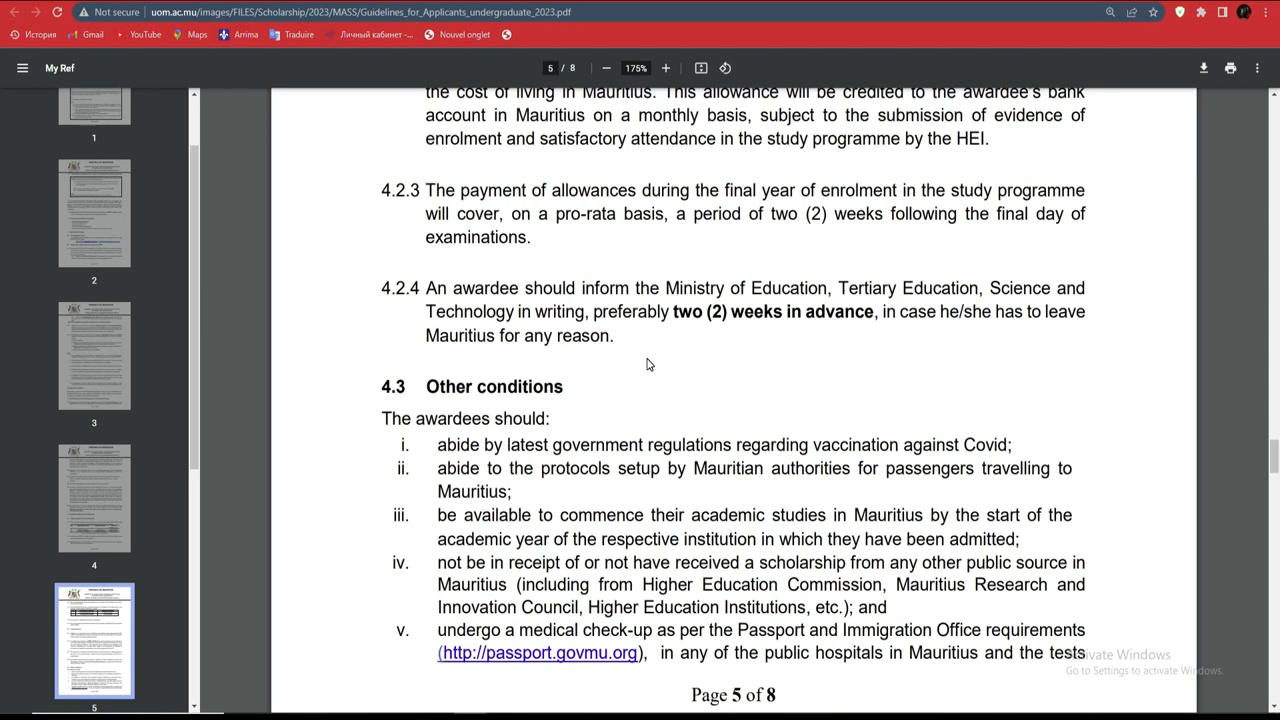 Not secure | uom.ac.mu/images/FILES/Scholarship/2023/MASS/Guidelines_for_Applicants_undergraduate_2023.pdf
История Gmail YouTube Maps Arrima Traduire Личный кабинет -... Nouvel onglet
My Ref 5 / 8 175%
the cost of living in Mauritius. This allowance will be credited to the awardee's bank
account in Mauritius on a monthly basis, subject to the submission of evidence of
enrolment and satisfactory attendance in the study programme by the HEI.
4.2.3 The payment of allowances during the final year of enrolment in the study programme
will cover, on a pro-rata basis, a period of two (2) weeks following the final day of
examinations.
4.2.4 An awardee should inform the Ministry of Education, Tertiary Education, Science and
Technology in writing, preferably two (2) weeks in advance, in case he/she has to leave
Mauritius for any reason.
4.3 Other conditions
The awardees should:
i. abide by the government regulations regarding vaccination against Covid;
ii. abide to the protocols setup by Mauritian authorities for passengers travelling to
Mauritius;
iii. be available to commence their academic studies in Mauritius by the start of the
academic year of the respective institution in which they have been admitted;
iv. not be in receipt of or not have received a scholarship from any other public source in
Mauritius (including from Higher Education Commission, Mauritius Research and
Innovation Council, Higher Education Institution etc.); and
v. undergo medical check-up as per the Passport and Immigration Office requirements
(http://passport.govmu.org), in any of the public hospitals in Mauritius and the tests
Page 5 of 8
1
2
3
4
5
Activate Windows
Go to Settings to activate Windows.